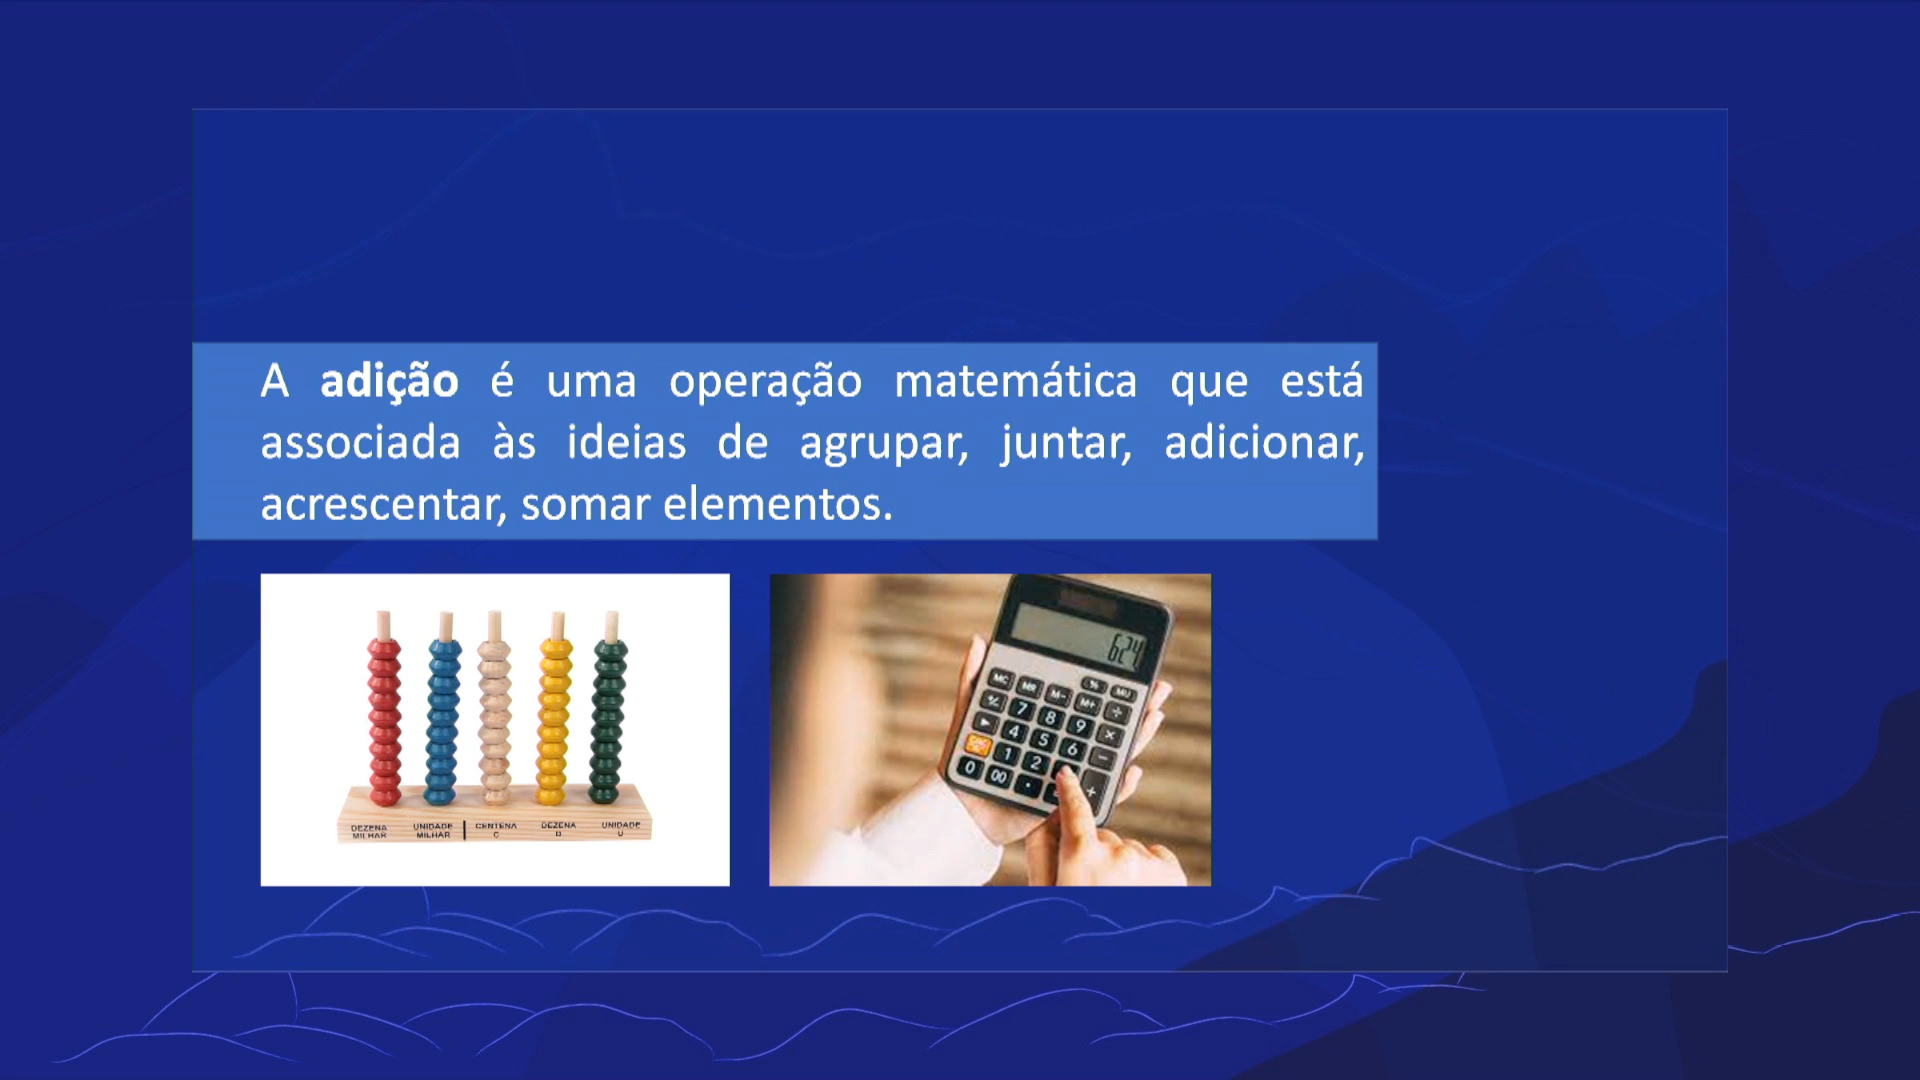 A adição é uma operação matemática que está
associada às ideias de agrupar, juntar, adicionar,
acrescentar, somar elementos.
DEZENA
MILHAR
UNIDADE
MILHAR
CENTENA
C
DEZENA
D
UNIDADE
U
624
MC MR M- M+ % MU
7 8 9 ÷
4 5 6 ×
1 2 −
0 00 . +